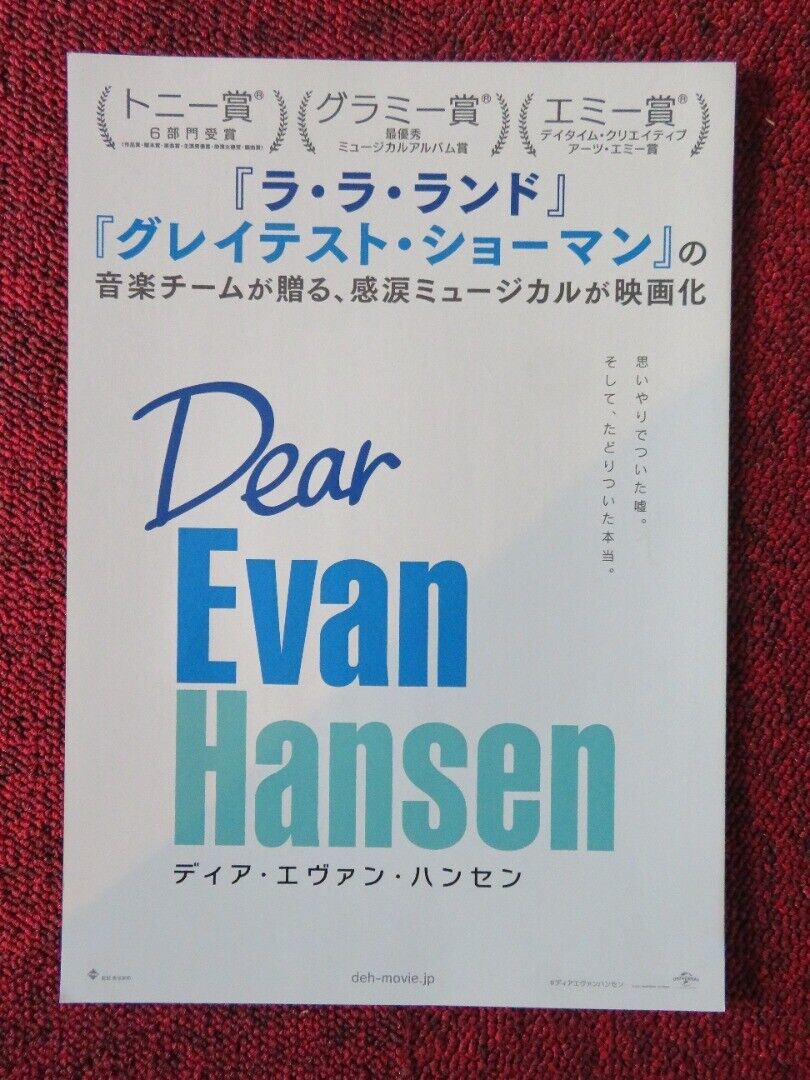 トニー賞®
6部門受賞
グラミー賞®
最優秀
ミュージカルアルバム賞
エミー賞®
デイタイム・クリエイティブ
アーツ・エミー賞
『ラ・ラ・ランド』
『グレイテスト・ショーマン』の
音楽チームが贈る、感涙ミュージカルが映画化
思いやりでついた嘘。
そして、たどりついた本当。
Dear
Evan
Hansen
ディア・エヴァン・ハンセン
deh-movie.jp
#ディアエヴァンハンセン
UNIVERSAL